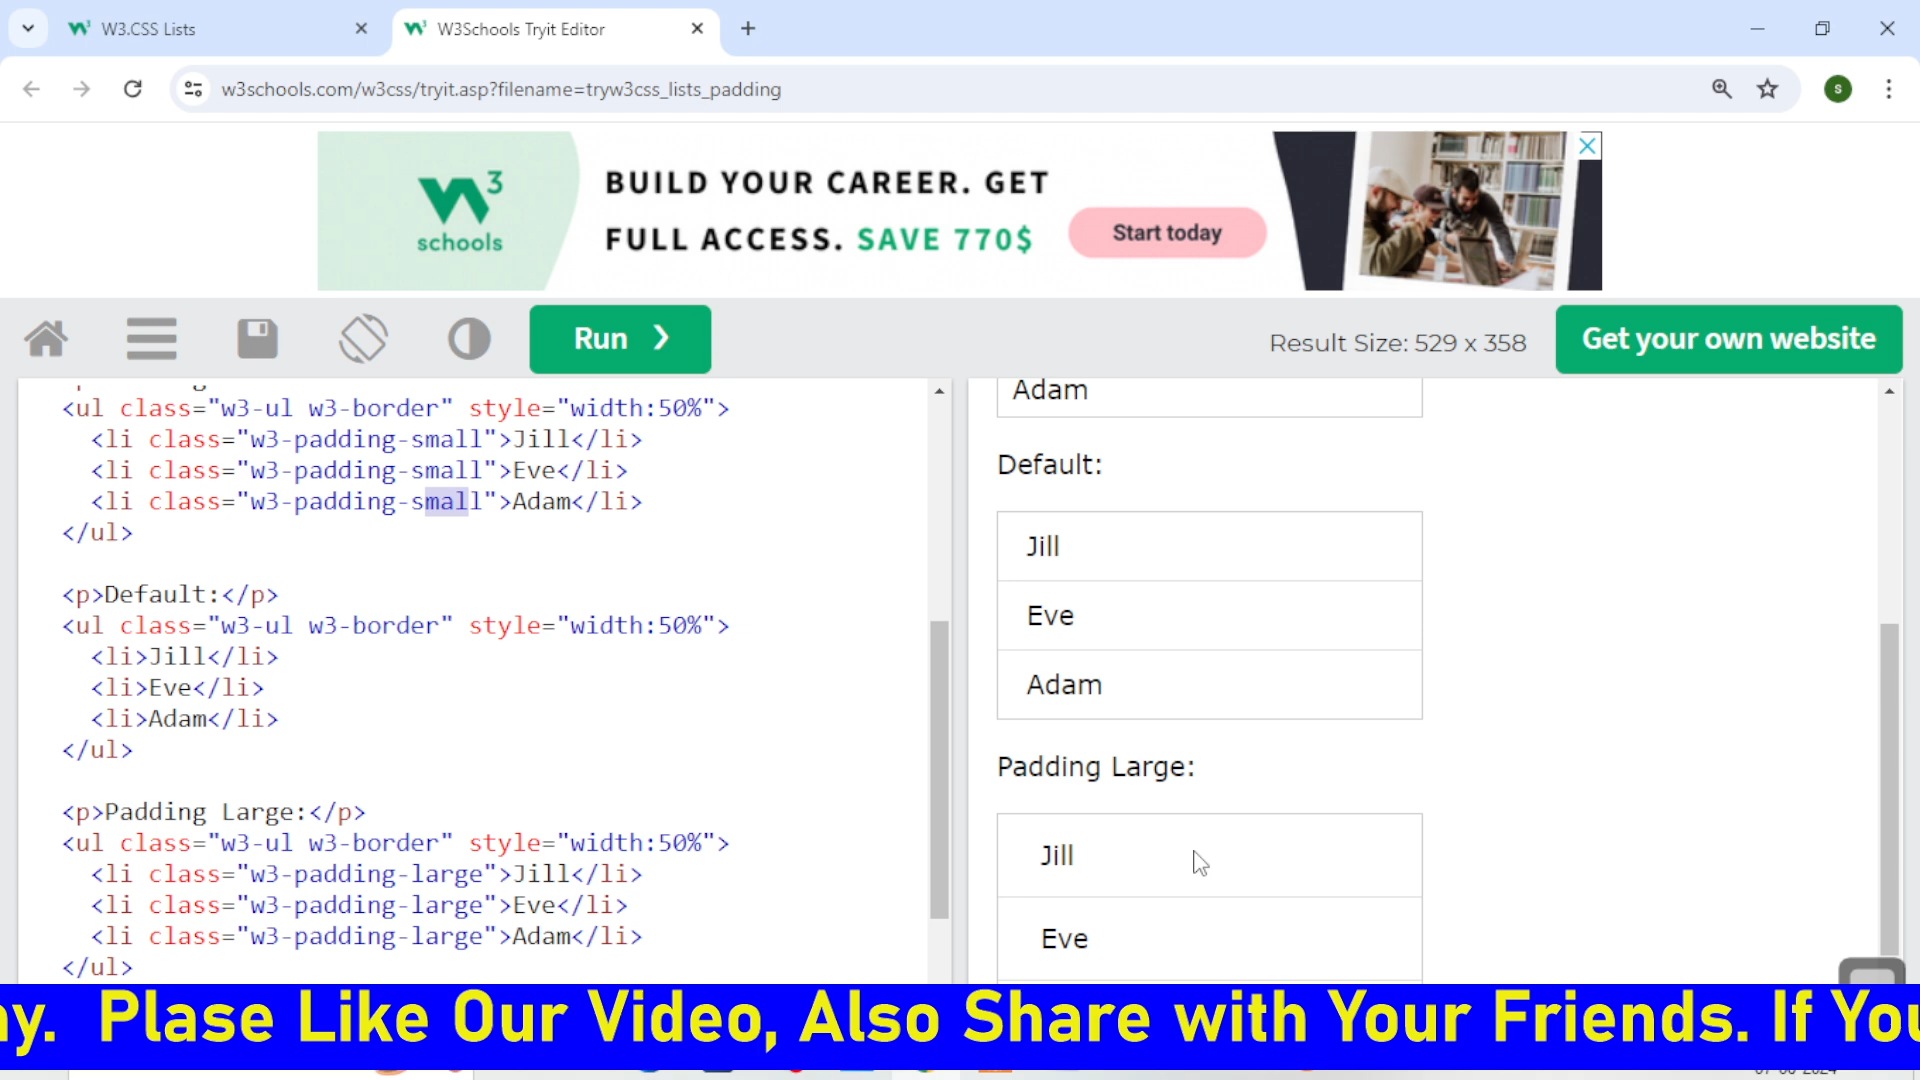 W3.CSS Lists
W3Schools Tryit Editor
w3schools.com/w3css/tryit.asp?filename=tryw3css_lists_padding
S
W3
schools
BUILD YOUR CAREER. GET
FULL ACCESS. SAVE 770$
Start today
Run ❯
Result Size: 529 x 358
Get your own website
<ul class="w3-ul w3-border" style="width:50%">
<li class="w3-padding-small">Jill</li>
<li class="w3-padding-small">Eve</li>
<li class="w3-padding-small">Adam</li>
</ul>
<p>Default:</p>
<ul class="w3-ul w3-border" style="width:50%">
<li>Jill</li>
<li>Eve</li>
<li>Adam</li>
</ul>
<p>Padding Large:</p>
<ul class="w3-ul w3-border" style="width:50%">
<li class="w3-padding-large">Jill</li>
<li class="w3-padding-large">Eve</li>
<li class="w3-padding-large">Adam</li>
</ul>
Adam
Default:
Jill
Eve
Adam
Padding Large:
Jill
Eve
Plase Like Our Video, Also Share with Your Friends. If You